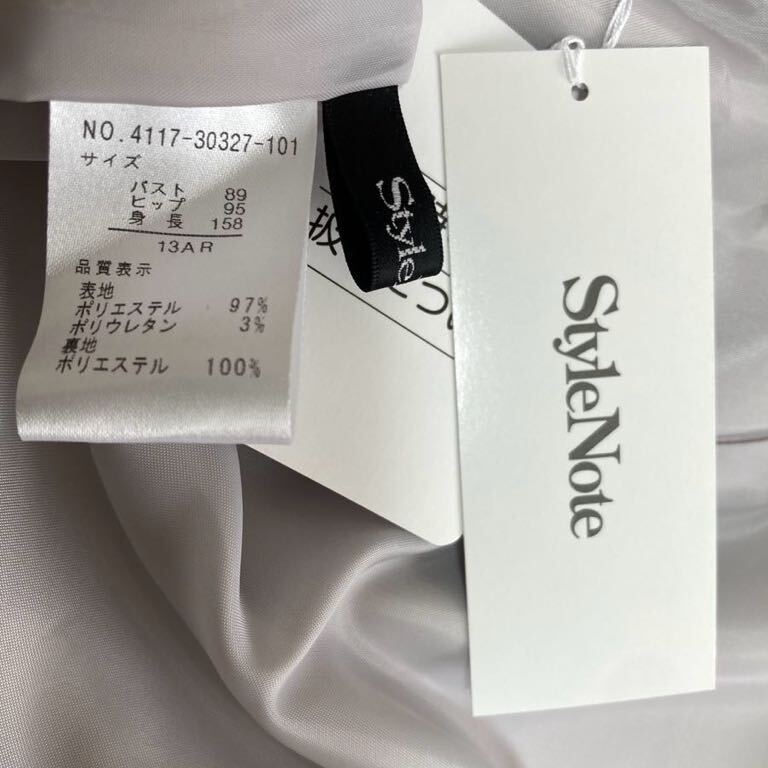 NO.4117-30327-101
サイズ
バスト 89
ヒップ 95
身長 158
13AR
品質表示
表地
ポリエステル 97%
ポリウレタン 3%
裏地
ポリエステル 100%
Style
StyleNote